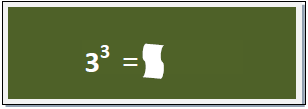 3³ =